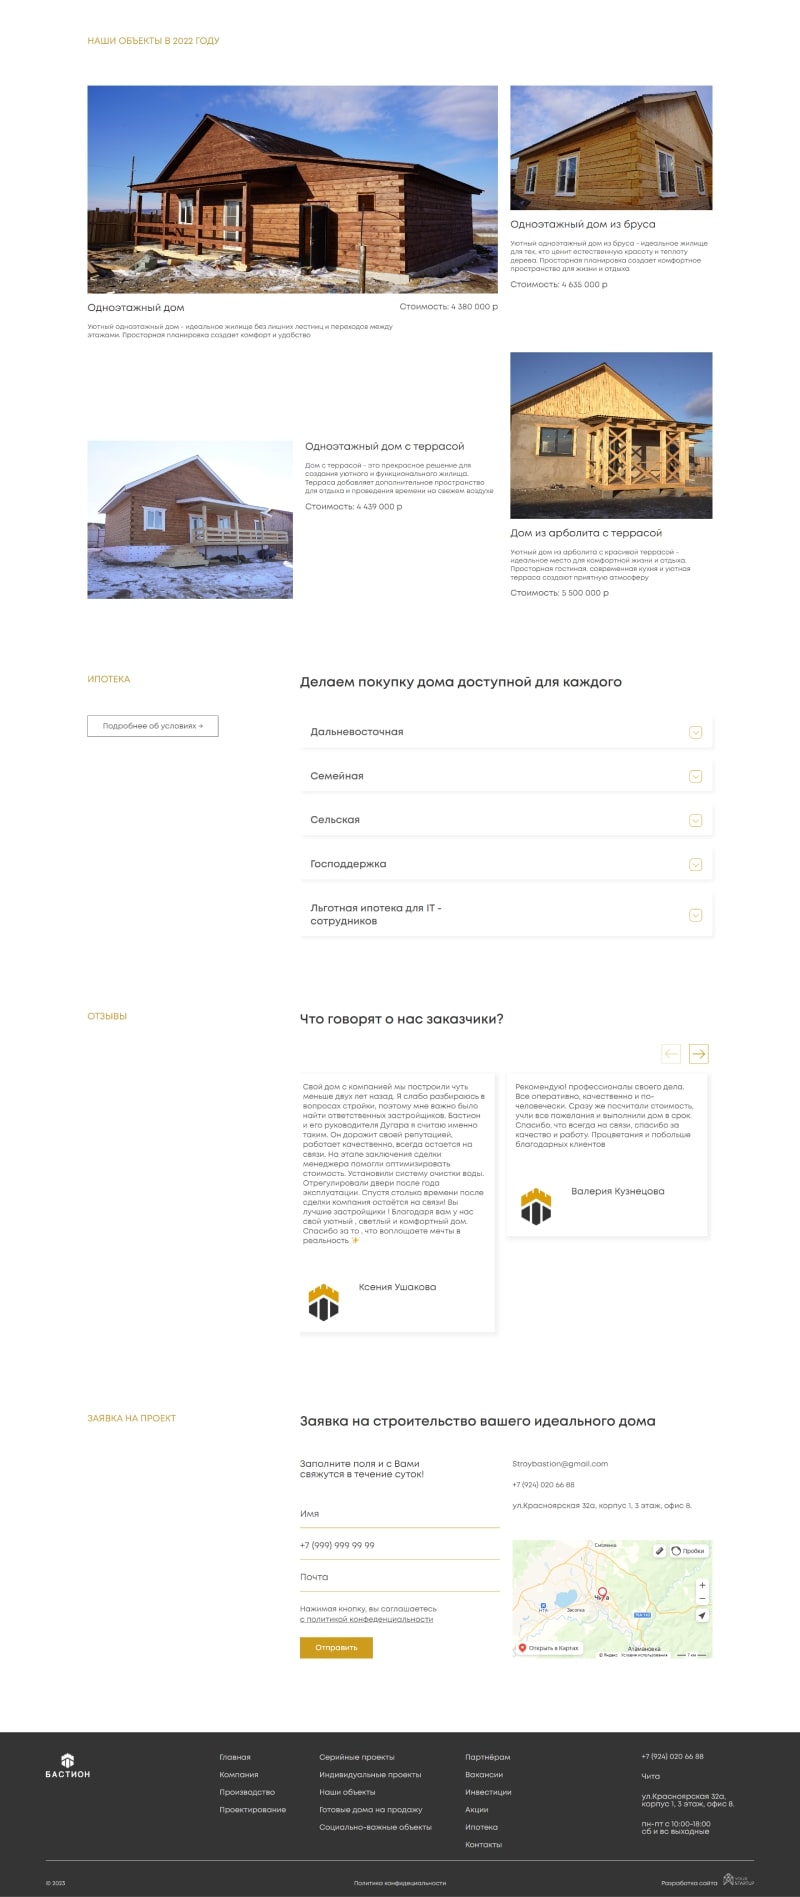 НАШИ ОБЪЕКТЫ В 2022 ГОДУ
Одноэтажный дом
Стоимость: 4 380 000 р
Уютный одноэтажный дом - идеальное жилище без лишних лестниц и переходов между
этажами. Просторная планировка создает комфорт и удобство
Одноэтажный дом из бруса
Уютный одноэтажный дом из бруса - идеальное жилище
для тех, кто ценит естественную красоту и теплоту
дерева. Просторная планировка создает комфортное
пространство для жизни и отдыха
Стоимость: 4 635 000 р
Одноэтажный дом с террасой
Дом с террасой - это прекрасное решение для
создания уютного и функционального жилища.
Терраса добавляет дополнительное пространство
для отдыха и проведения времени на свежем воздухе
Стоимость: 4 439 000 р
Дом из арболита с террасой
Уютный дом из арболита с красивой террасой -
идеальное место для комфортной жизни и отдыха.
Просторная гостиная, современная кухня и уютная
терраса создают приятную атмосферу
Стоимость: 5 500 000 р
ИПОТЕКА
Подробнее об условиях →
Делаем покупку дома доступной для каждого
Дальневосточная
Семейная
Сельская
Господдержка
Льготная ипотека для IT -
сотрудников
ОТЗЫВЫ
Что говорят о нас заказчики?
Свой дом с компанией мы построили чуть
меньше двух лет назад. Я слабо разбираюсь в
вопросах стройки, поэтому мне важно было
найти ответственных застройщиков. Бастион
и его руководителя Дугара я считаю именно
таким. Он дорожит своей репутацией,
работает качественно, всегда остается на
связи. На этапе заключения сделки
менеджера помогли оптимизировать
стоимость. Установили систему очистки воды.
Отрегулировали двери после года
эксплуатации. Спустя столько времени после
сделки компания остаётся на связи! Вы
лучшие застройщики ! Благодаря вам у нас
свой уютный , светлый и комфортный дом.
Спасибо за то , что воплощаете мечты в
реальность ✨
Ксения Ушакова
Рекомендую! профессионалы своего дела.
Все оперативно, качественно и по-
человечески. Сразу же посчитали стоимость,
учли все пожелания и выполнили дом в срок.
Спасибо, что всегда на связи, спасибо за
качество и работу. Процветания и побольше
благодарных клиентов
Валерия Кузнецова
ЗАЯВКА НА ПРОЕКТ
Заявка на строительство вашего идеального дома
Заполните поля и с Вами
свяжутся в течение суток!
Имя
+7 (999) 999 99 99
Почта
Нажимая кнопку, вы соглашаетесь
с политикой конфеденциальности
Отправить
Stroybastion@gmail.com
+7 (924) 020 66 88
ул.Красноярская 32а, корпус 1, 3 этаж, офис 8.
Смоленка
Пробки
Чита
Засопка
Атамановка
Открыть в Картах
© Яндекс Условия использования
7 км
БАСТИОН
Главная
Компания
Производство
Проектирование
Серийные проекты
Индивидуальные проекты
Наши объекты
Готовые дома на продажу
Социально-важные объекты
Партнёрам
Вакансии
Инвестиции
Акции
Ипотека
Контакты
+7 (924) 020 66 88
Чита
ул.Красноярская 32а,
корпус 1, 3 этаж, офис 8.
пн-пт с 10:00-18:00
сб и вс выходные
© 2023
Политика конфидециальности
Разработка сайта
YOUR
STARTUP